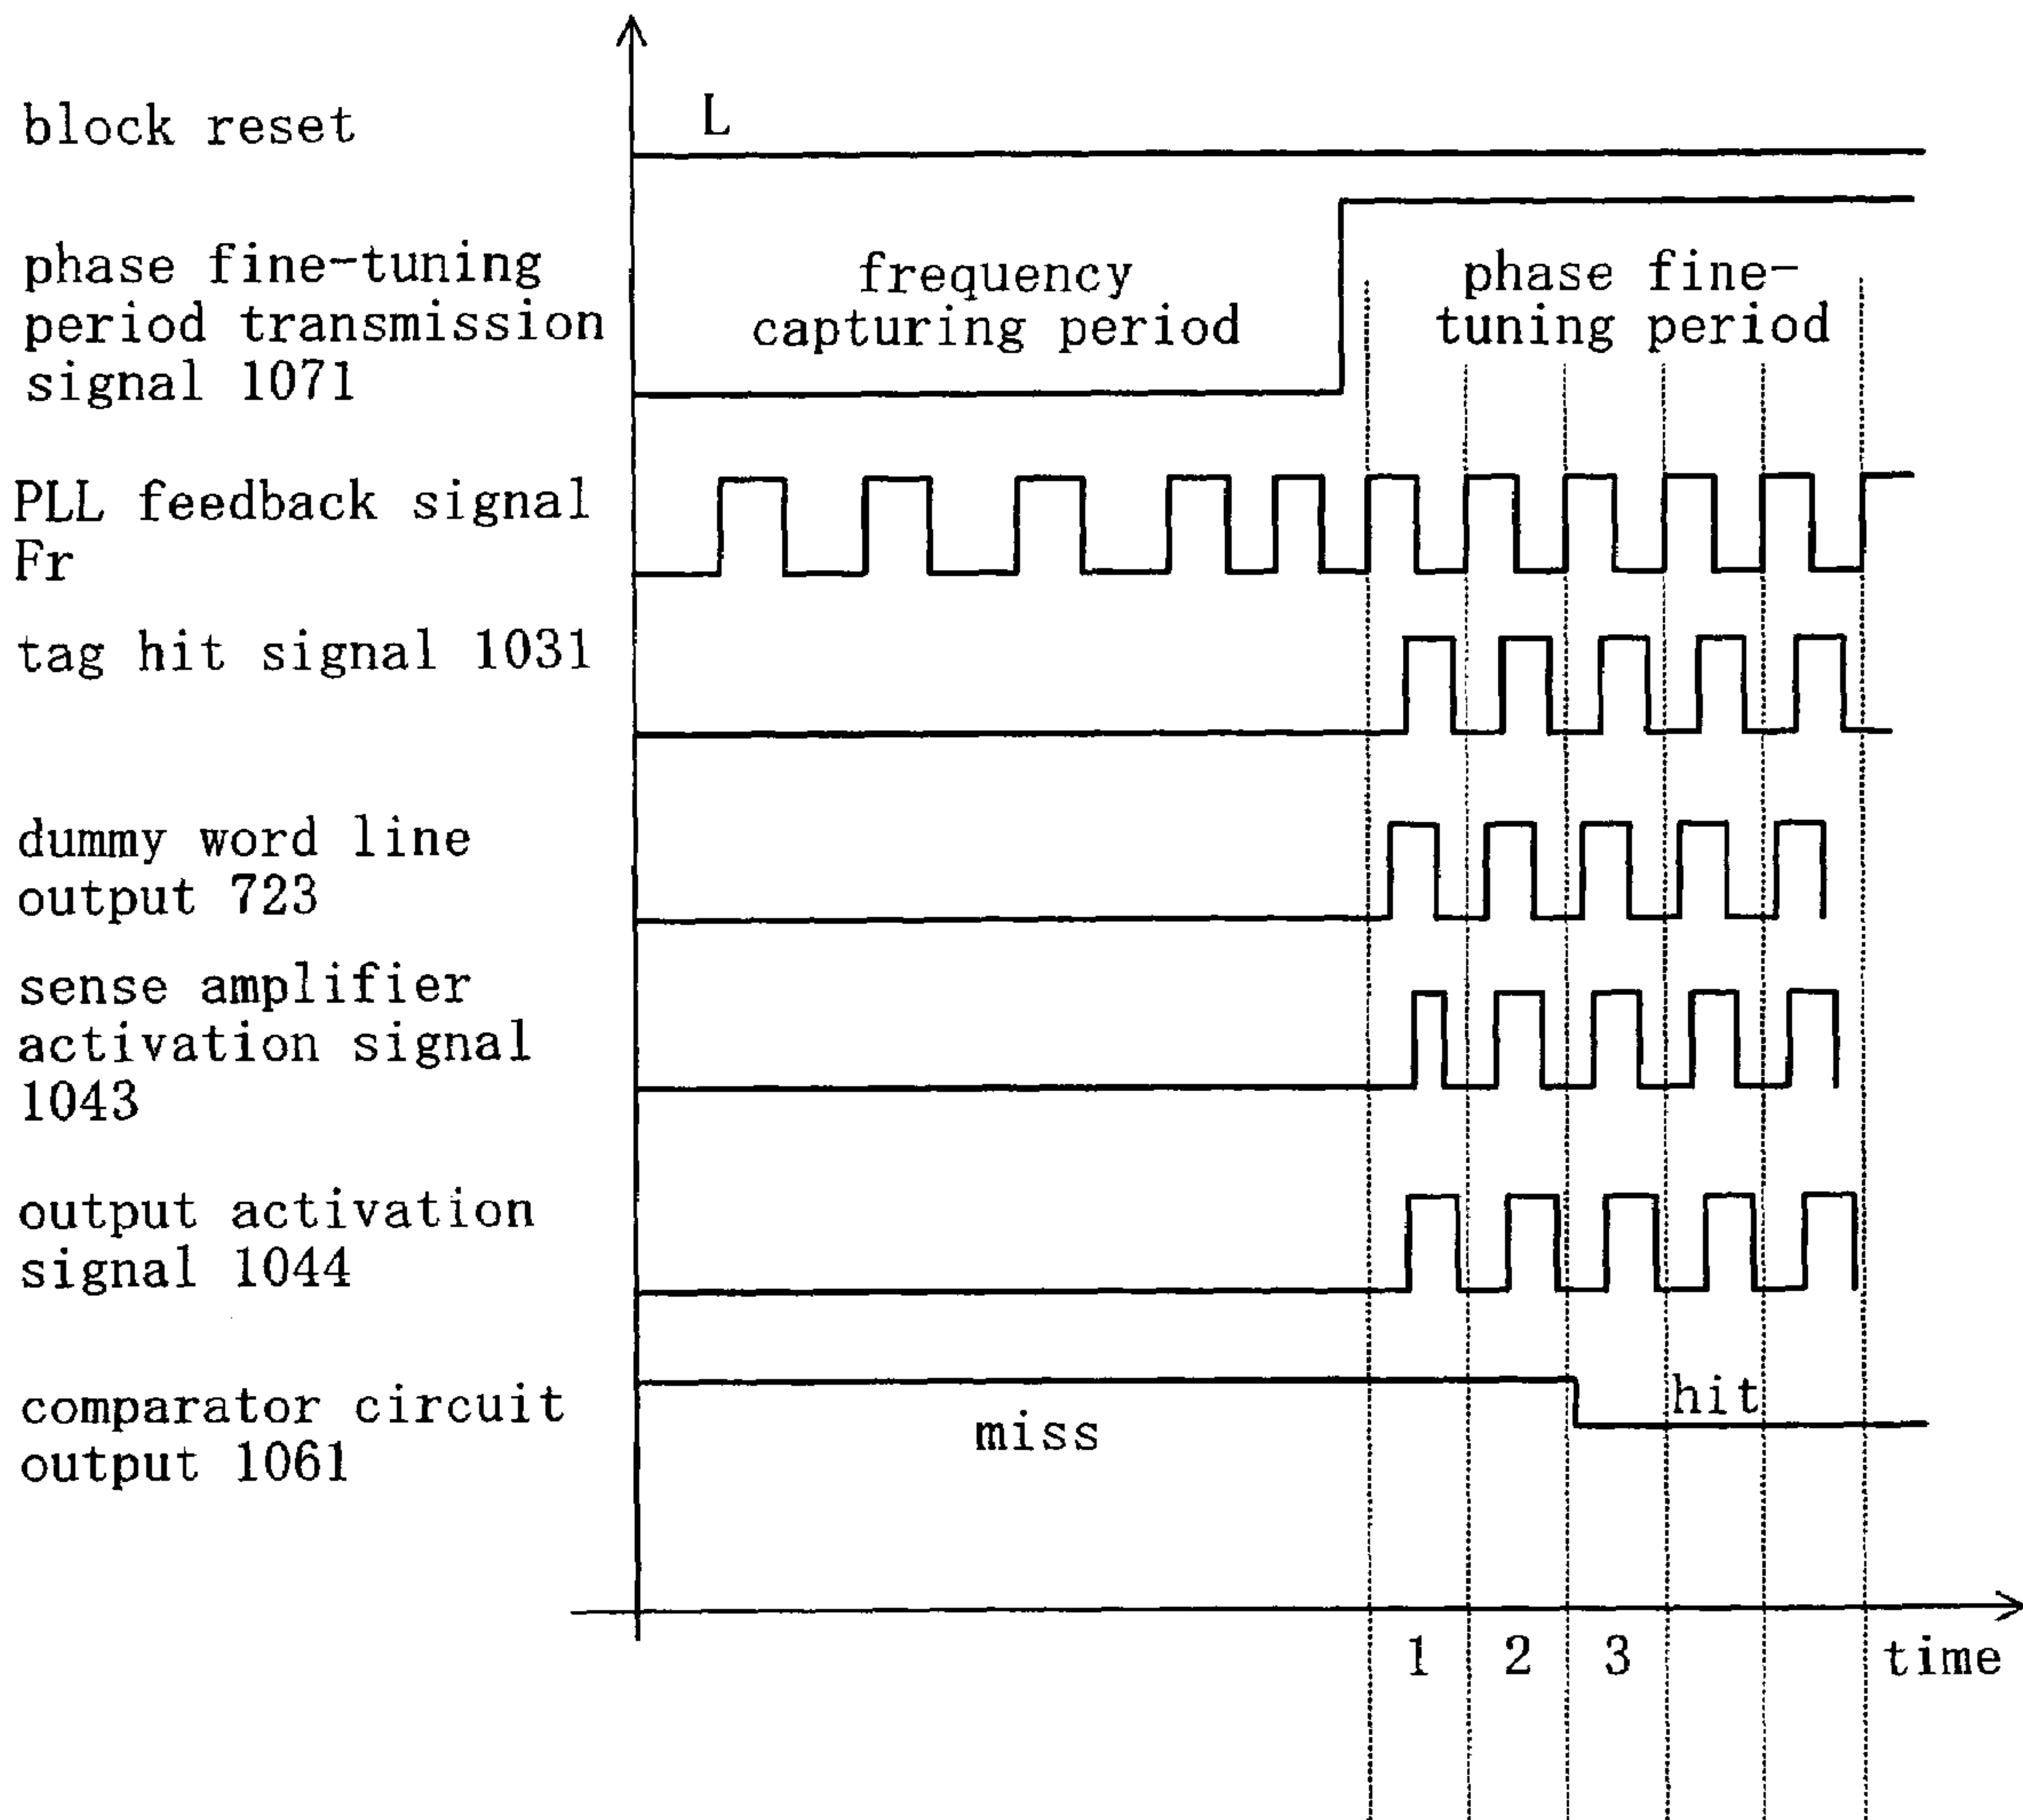 L
block reset
phase fine-tuning
period transmission
signal 1071
frequency
capturing period
phase fine-
tuning period
PLL feedback signal
Fr
tag hit signal 1031
dummy word line
output 723
sense amplifier
activation signal
1043
output activation
signal 1044
comparator circuit
output 1061
miss
hit
1 2 3 time